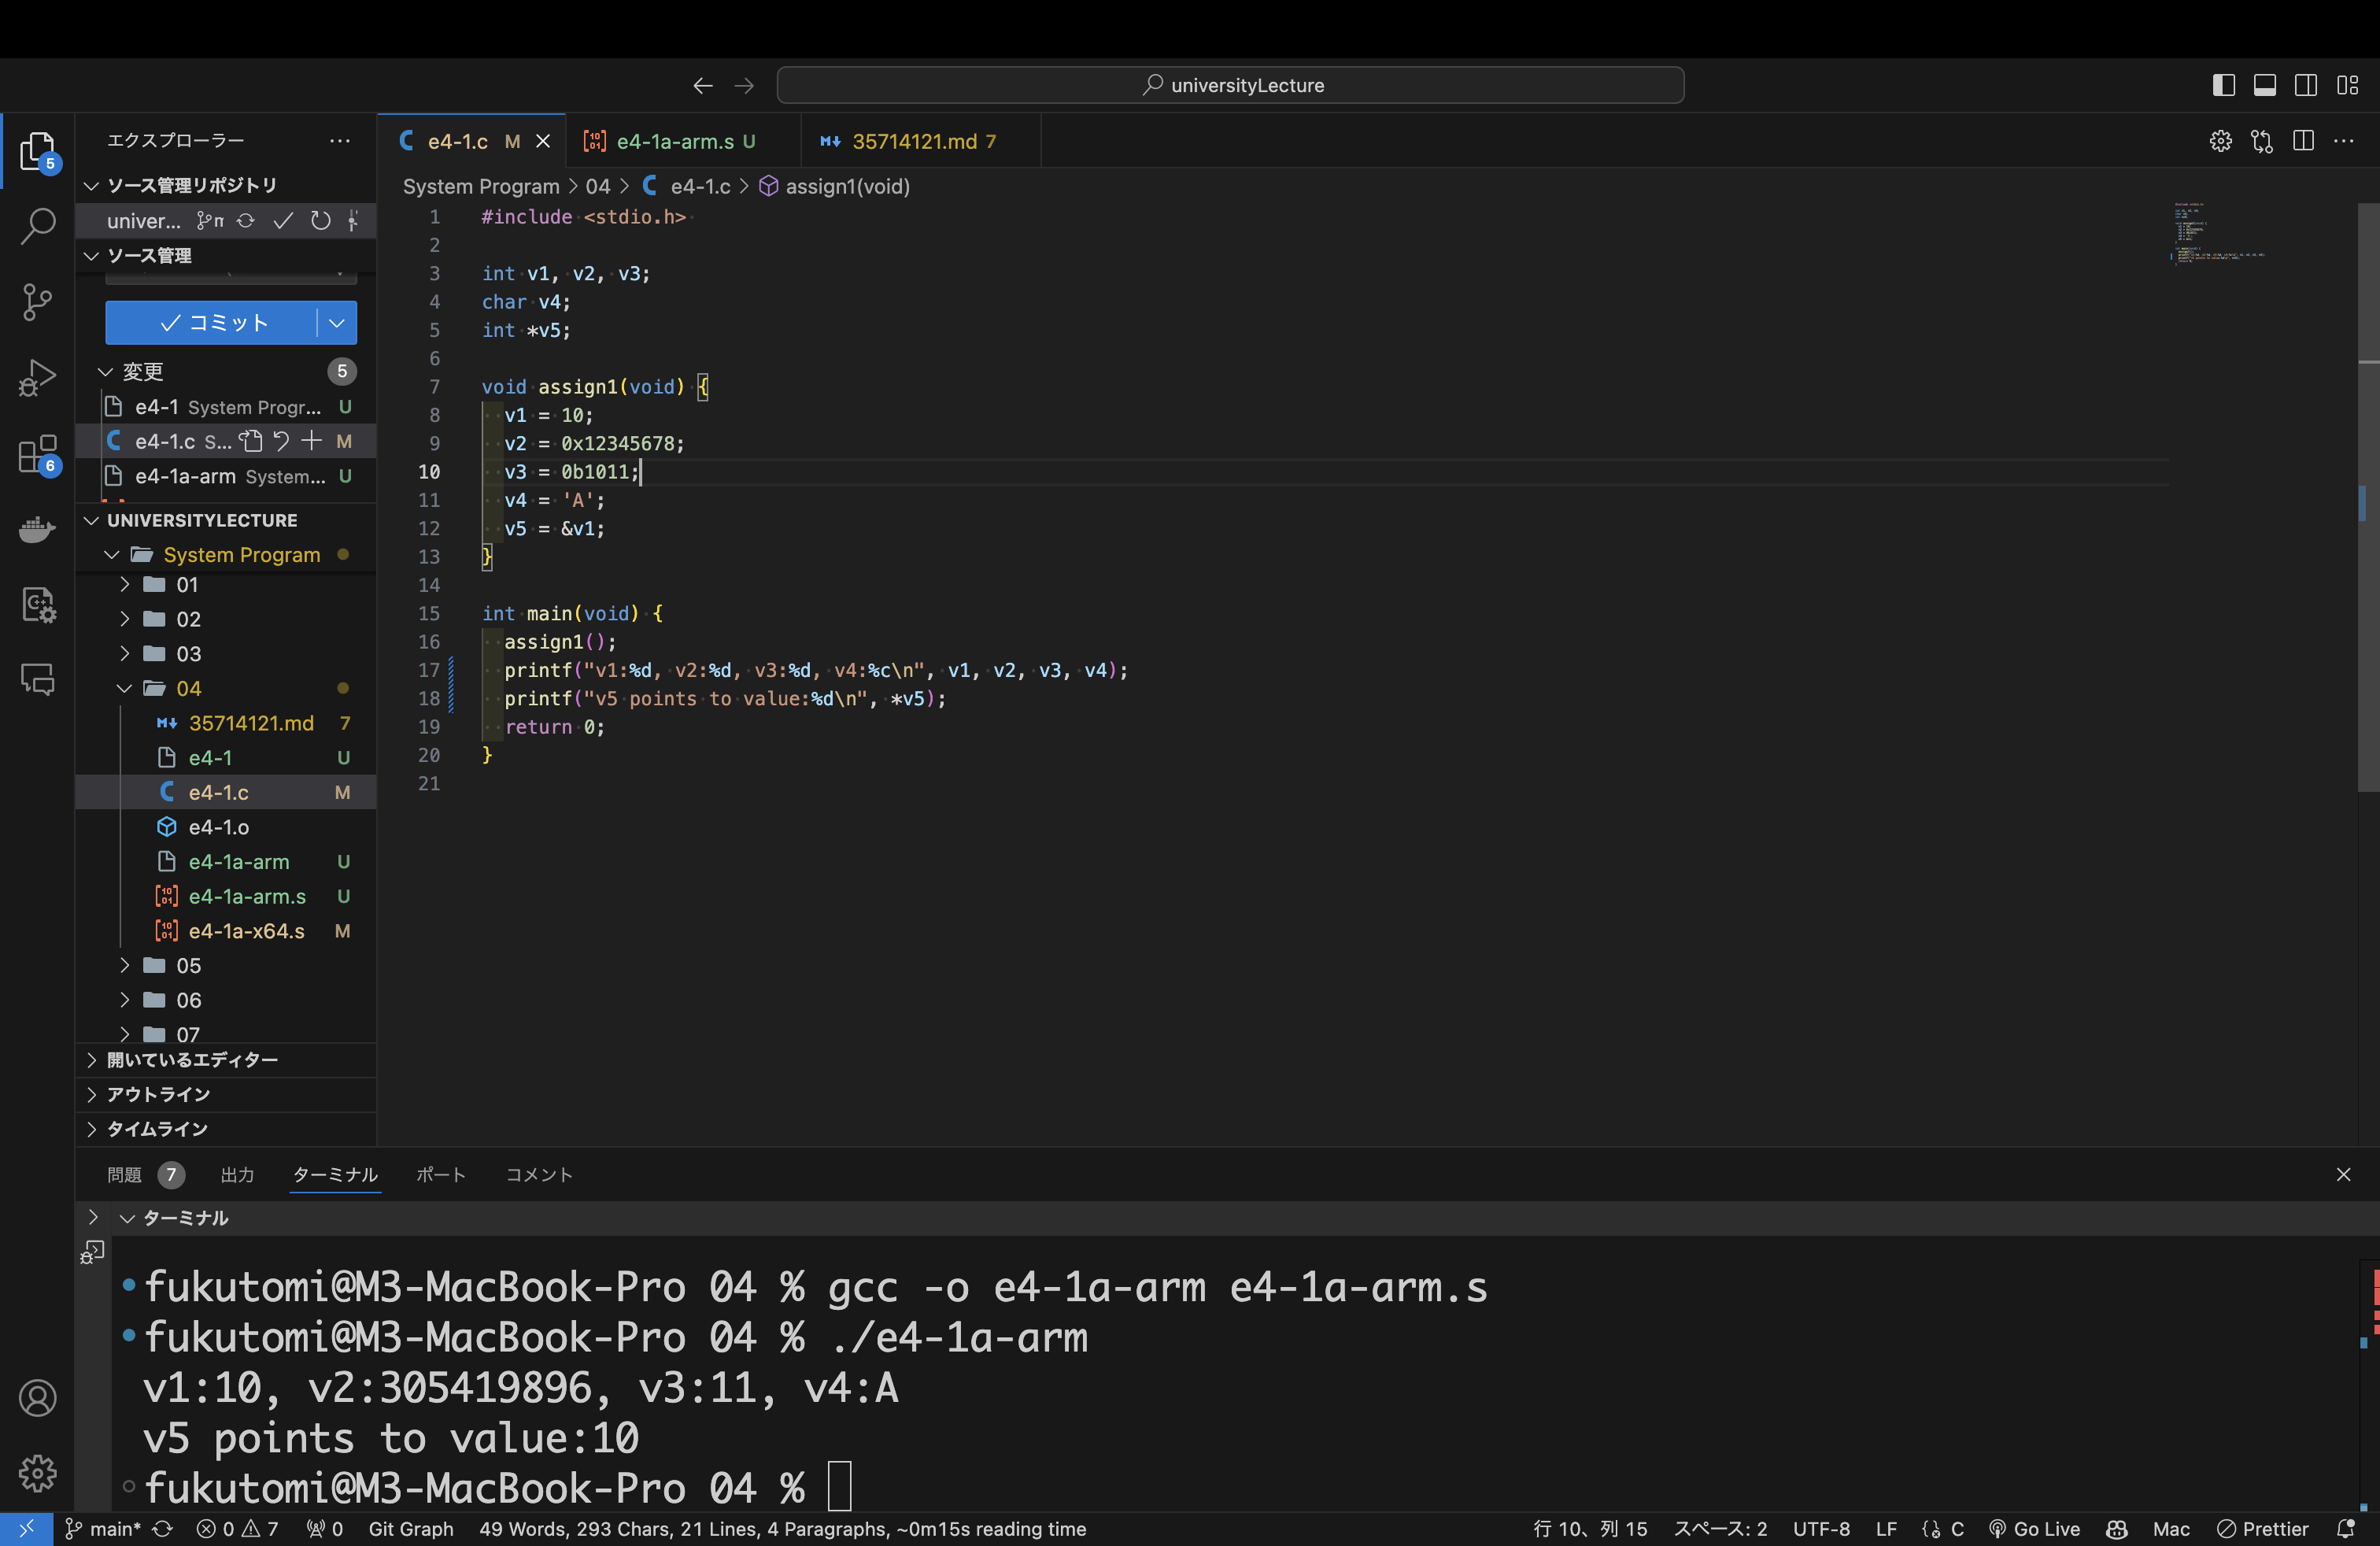 universityLecture
エクスプローラー
ソース管理リポジトリ
univer...
ソース管理
コミット
変更 5
e4-1 System Progr... U
e4-1.c S... M
e4-1a-arm System... U
UNIVERSITYLECTURE
System Program
01
02
03
04
35714121.md 7
e4-1 U
e4-1.c M
e4-1.o
e4-1a-arm U
e4-1a-arm.s U
e4-1a-x64.s M
05
06
07
開いているエディター
アウトライン
タイムライン
5
6
e4-1.c M
e4-1a-arm.s U
35714121.md 7
System Program > 04 > e4-1.c > assign1(void)
1 #include <stdio.h>
2
3 int v1, v2, v3;
4 char v4;
5 int *v5;
6
7 void assign1(void) {
8 v1 = 10;
9 v2 = 0x12345678;
10 v3 = 0b1011;
11 v4 = 'A';
12 v5 = &v1;
13 }
14
15 int main(void) {
16 assign1();
17 printf("v1:%d, v2:%d, v3:%d, v4:%c\n", v1, v2, v3, v4);
18 printf("v5 points to value:%d\n", *v5);
19 return 0;
20 }
21
問題 7 出力 ターミナル ポート コメント
ターミナル
fukutomi@M3-MacBook-Pro 04 % gcc -o e4-1a-arm e4-1a-arm.s
fukutomi@M3-MacBook-Pro 04 % ./e4-1a-arm
v1:10, v2:305419896, v3:11, v4:A
v5 points to value:10
fukutomi@M3-MacBook-Pro 04 %
main* 0 7 0 Git Graph 49 Words, 293 Chars, 21 Lines, 4 Paragraphs, ~0m15s reading time 行 10、列 15 スペース: 2 UTF-8 LF C Go Live Mac Prettier